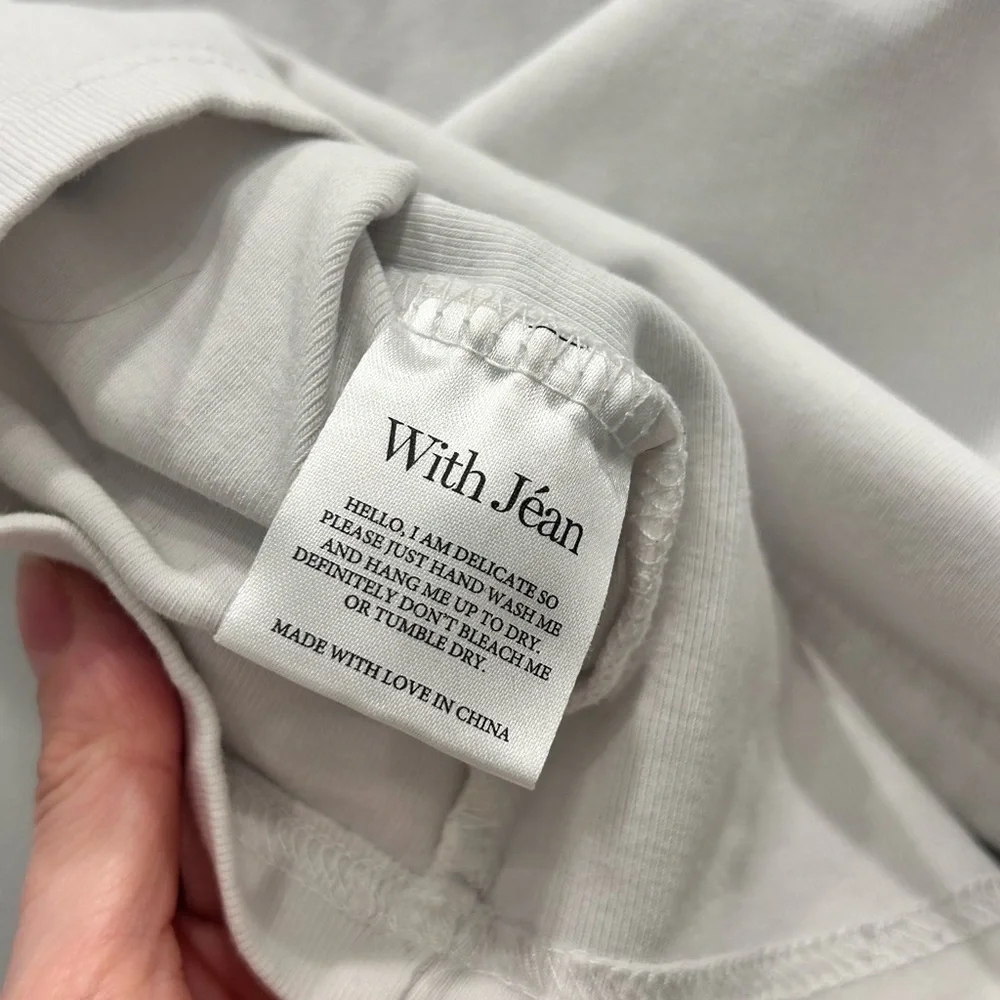 With Jéan
HELLO, I AM DELICATE SO
PLEASE JUST HAND WASH ME
AND HANG ME UP TO DRY.
DEFINITELY DON'T BLEACH ME
OR TUMBLE DRY.
MADE WITH LOVE IN CHINA